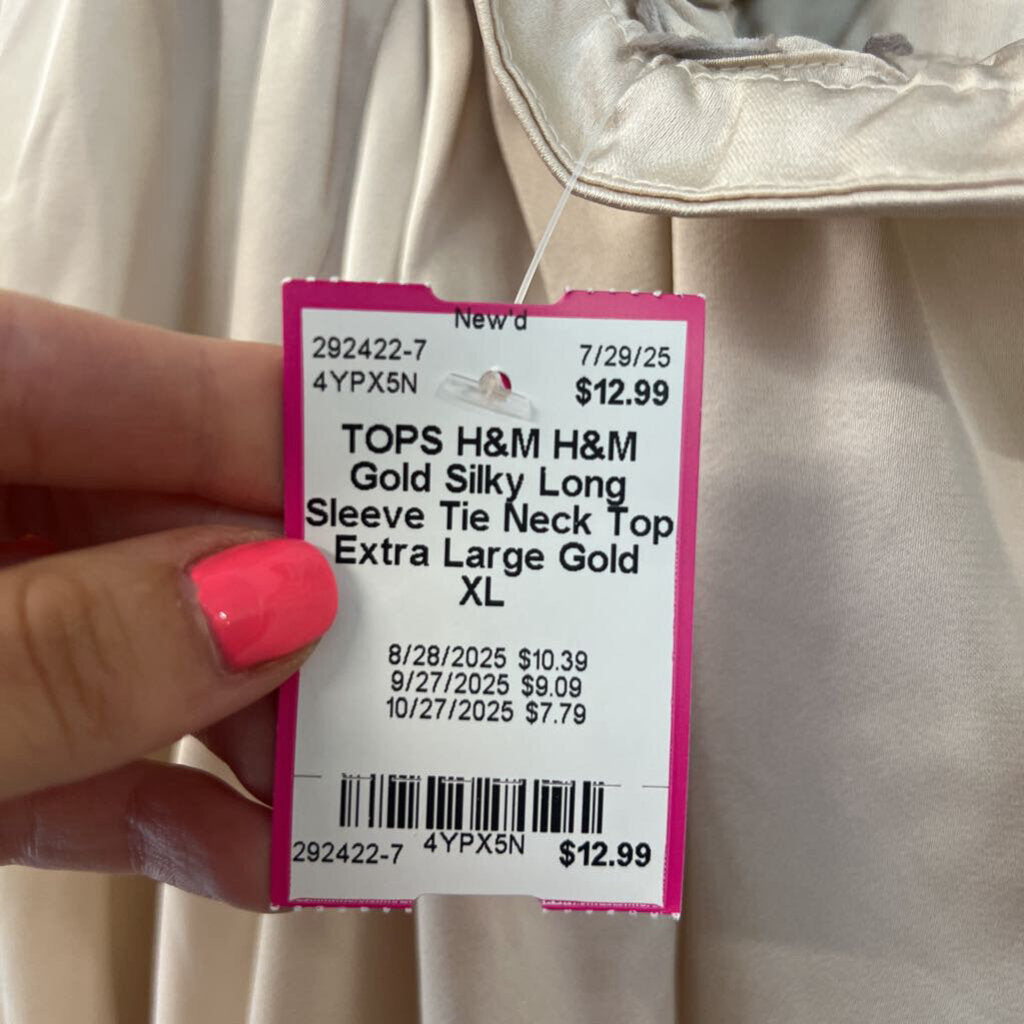 New'd
292422-7 7/29/25
4YPX5N $12.99
TOPS H&M H&M
Gold Silky Long
Sleeve Tie Neck Top
Extra Large Gold
XL
8/28/2025 $10.39
9/27/2025 $9.09
10/27/2025 $7.79
292422-7 4YPX5N $12.99